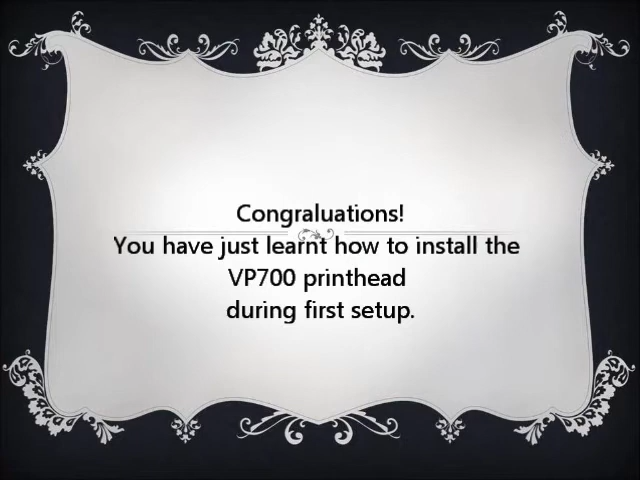 Congraluations!
You have just learnt how to install the
VP700 printhead
during first setup.